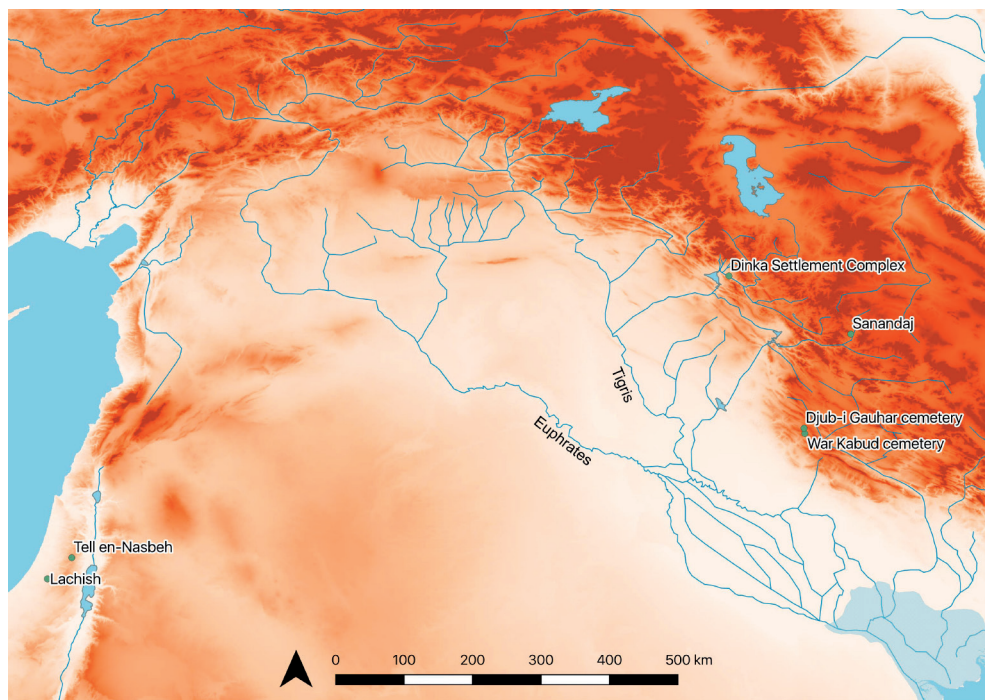 Dinka Settlement Complex
Sanandaj
Tigris
Djub-i Gauhar cemetery
Euphrates
War Kabud cemetery
Tell en-Nasbeh
Lachish
0 100 200 300 400 500 km